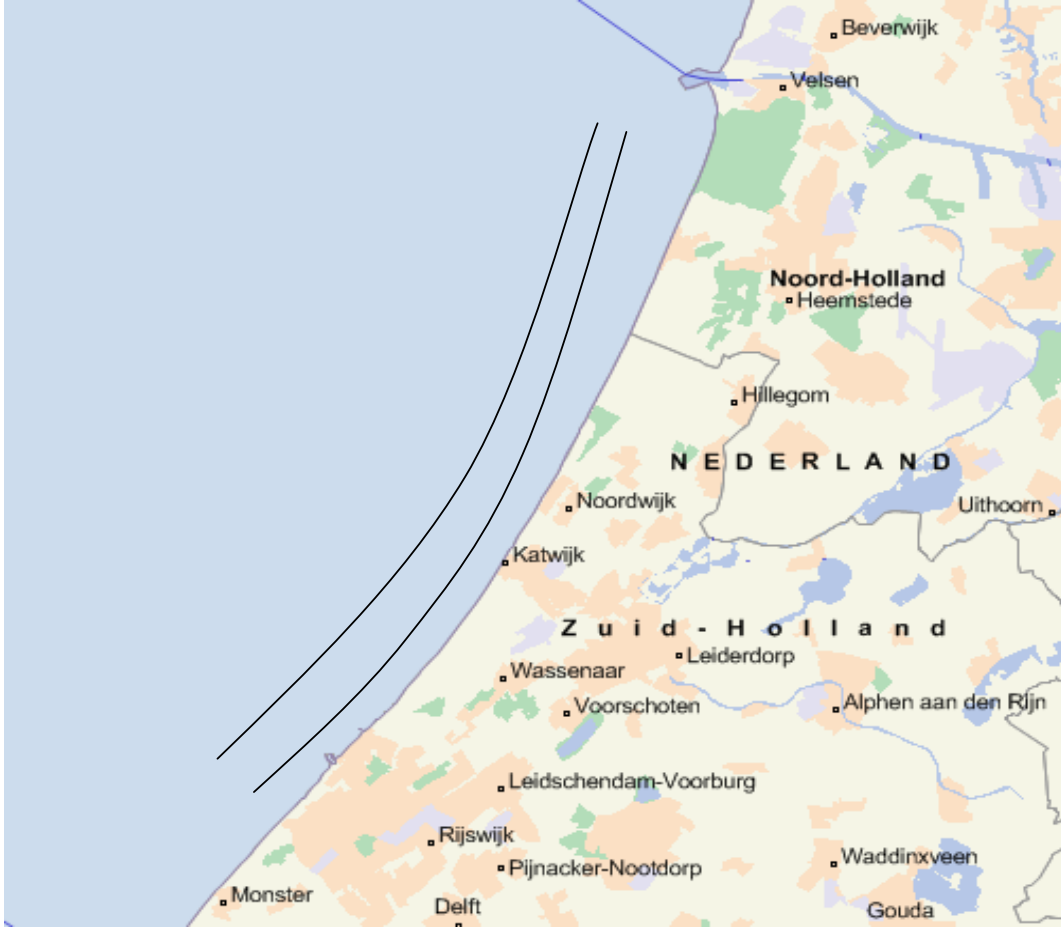 Beverwijk
Velsen
Noord-Holland
Heemstede
Hillegom
NEDERLAND
Noordwijk
Uithoorn
Katwijk
Zuid-Holland
Leiderdorp
Wassenaar
Voorschoten
Alphen aan den Rijn
Leidschendam-Voorburg
Rijswijk
Waddinxveen
Pijnacker-Nootdorp
Monster
Delft
Gouda